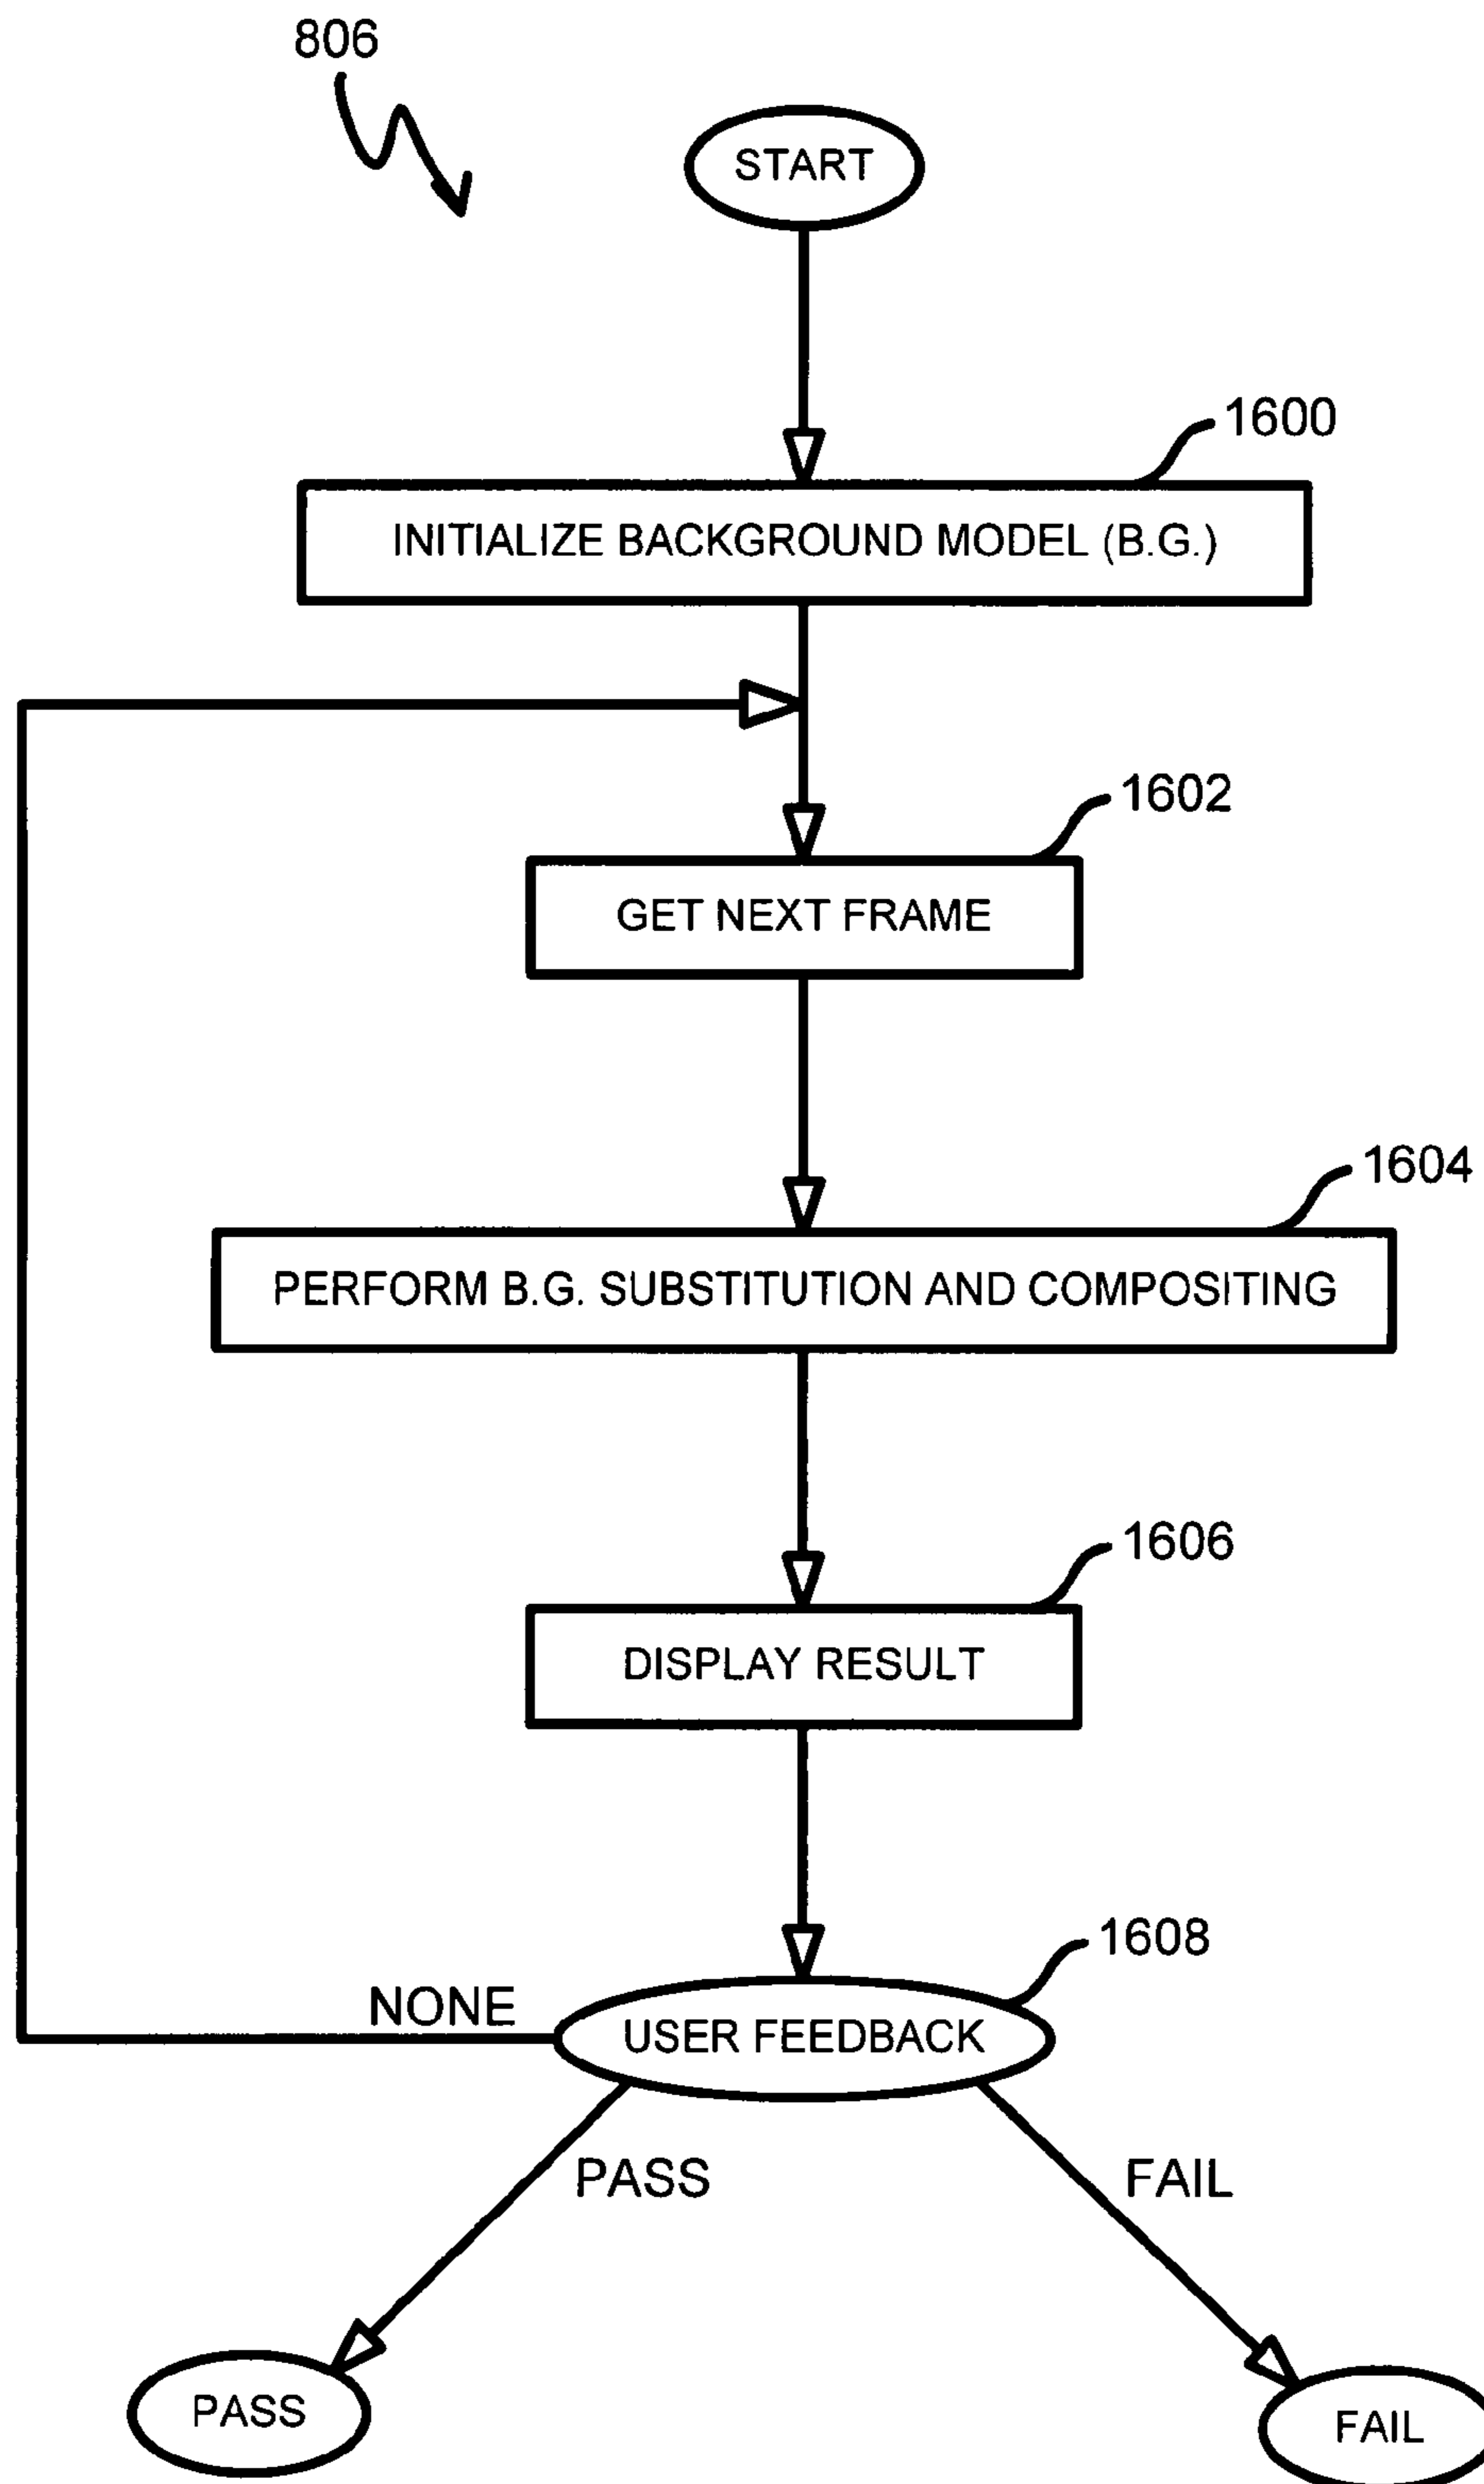 806
START
1600
INITIALIZE BACKGROUND MODEL (B.G.)
1602
GET NEXT FRAME
1604
PERFORM B.G. SUBSTITUTION AND COMPOSITING
1606
DISPLAY RESULT
1608
NONE
USER FEEDBACK
PASS
FAIL
PASS
FAIL